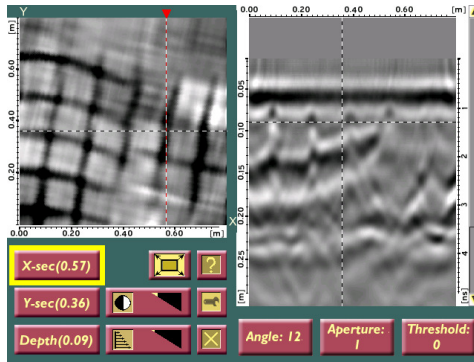 Y
[m]
0.60
0.40
0.20
X
0.00 0.20 0.40 0.60
[m]
0.20 0.40 0.60 [m]
0.05
0.10
0.15
0.20
0.25
[m]
1
2
3
4
[ns]
X-sec(0.57)
?
Y-sec(0.36)
Depth(0.09)
Angle: 12
Aperture:
1
Threshold:
0